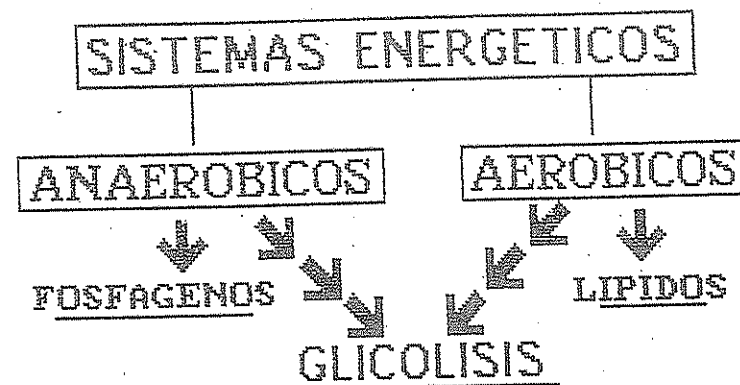 SISTEMAS ENERGETICOS
ANAEROBICOS AEROBICOS
FOSFAGENOS LIPIDOS
GLICOLISIS